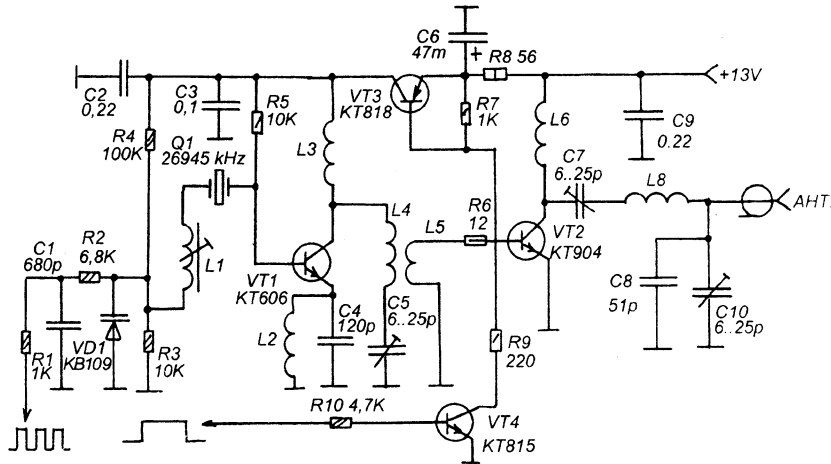 C6
47m
R8 56
+13V
C2
0,22
C3
0,1
R5
10K
VT3
KT818
R7
1K
R4
100K
L3
L6
C9
0.22
Q1
26945 kHz
C7
6..25p
L8
АНТ.
L4
L5
R6
12
VT2
KT904
C1
680p
R2
6,8K
L1
VT1
KT606
C8
51p
C10
6..25p
C4
120p
C5
6..25p
L2
R1
1K
VD1
KB109
R3
10K
R9
220
R10 4,7K
VT4
KT815